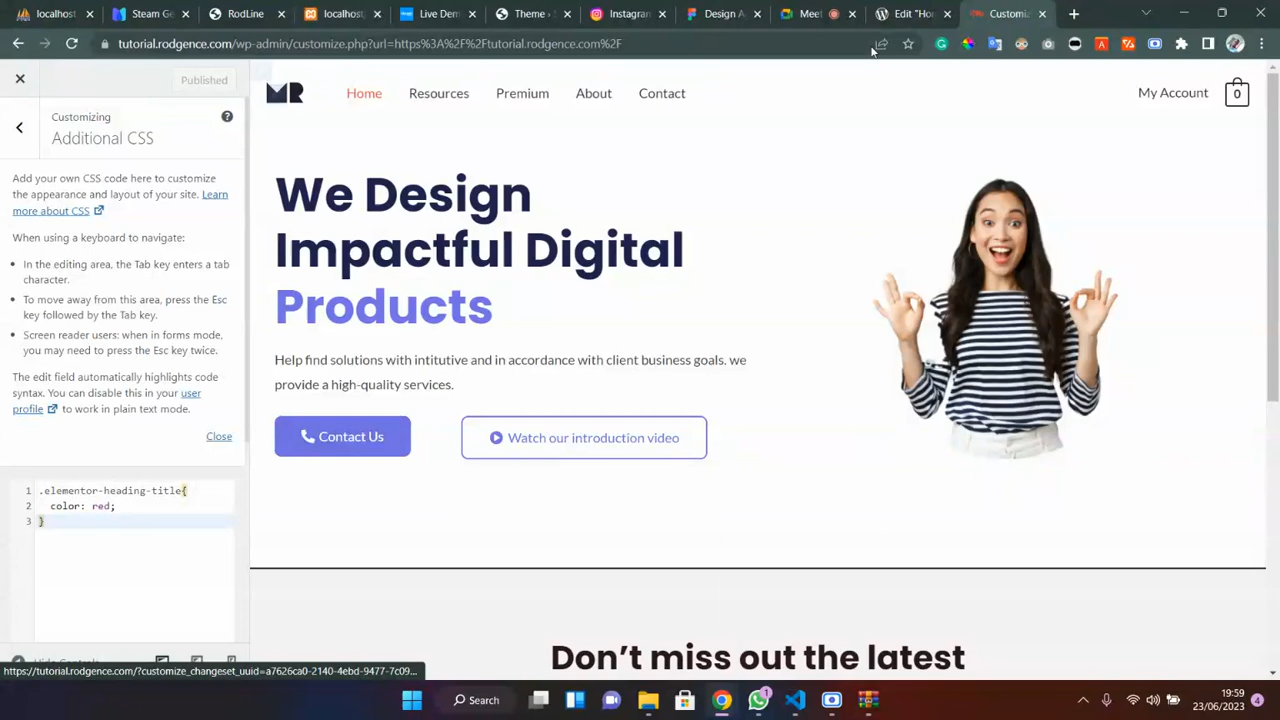 localhost
Steam Ge
RodLine
localhost
Live Dem
Theme ‹ S
Instagran
Design A
Meet
Edit "Hon
Customiz
tutorial.rodgence.com/wp-admin/customize.php?url=https%3A%2F%2Ftutorial.rodgence.com%2F
Published
Customizing
Additional CSS
Add your own CSS code here to customize
the appearance and layout of your site. Learn
more about CSS
When using a keyboard to navigate:
In the editing area, the Tab key enters a tab
character.
To move away from this area, press the Esc
key followed by the Tab key.
Screen reader users: when in forms mode,
you may need to press the Esc key twice.
The edit field automatically highlights code
syntax. You can disable this in your user
profile to work in plain text mode.
Close
1 .elementor-heading-title{
2 color: red;
3 }
Hide Controls
MR
Home Resources Premium About Contact
My Account 0
We Design
Impactful Digital
Products
Help find solutions with intitutive and in accordance with client business goals. we
provide a high-quality services.
Contact Us
Watch our introduction video
Don't miss out the latest
https://tutorial.rodgence.com/?customize_changeset_uuid=a7626ca0-2140-4ebd-9477-7c09...
Search
1
19:59
23/06/2023
4